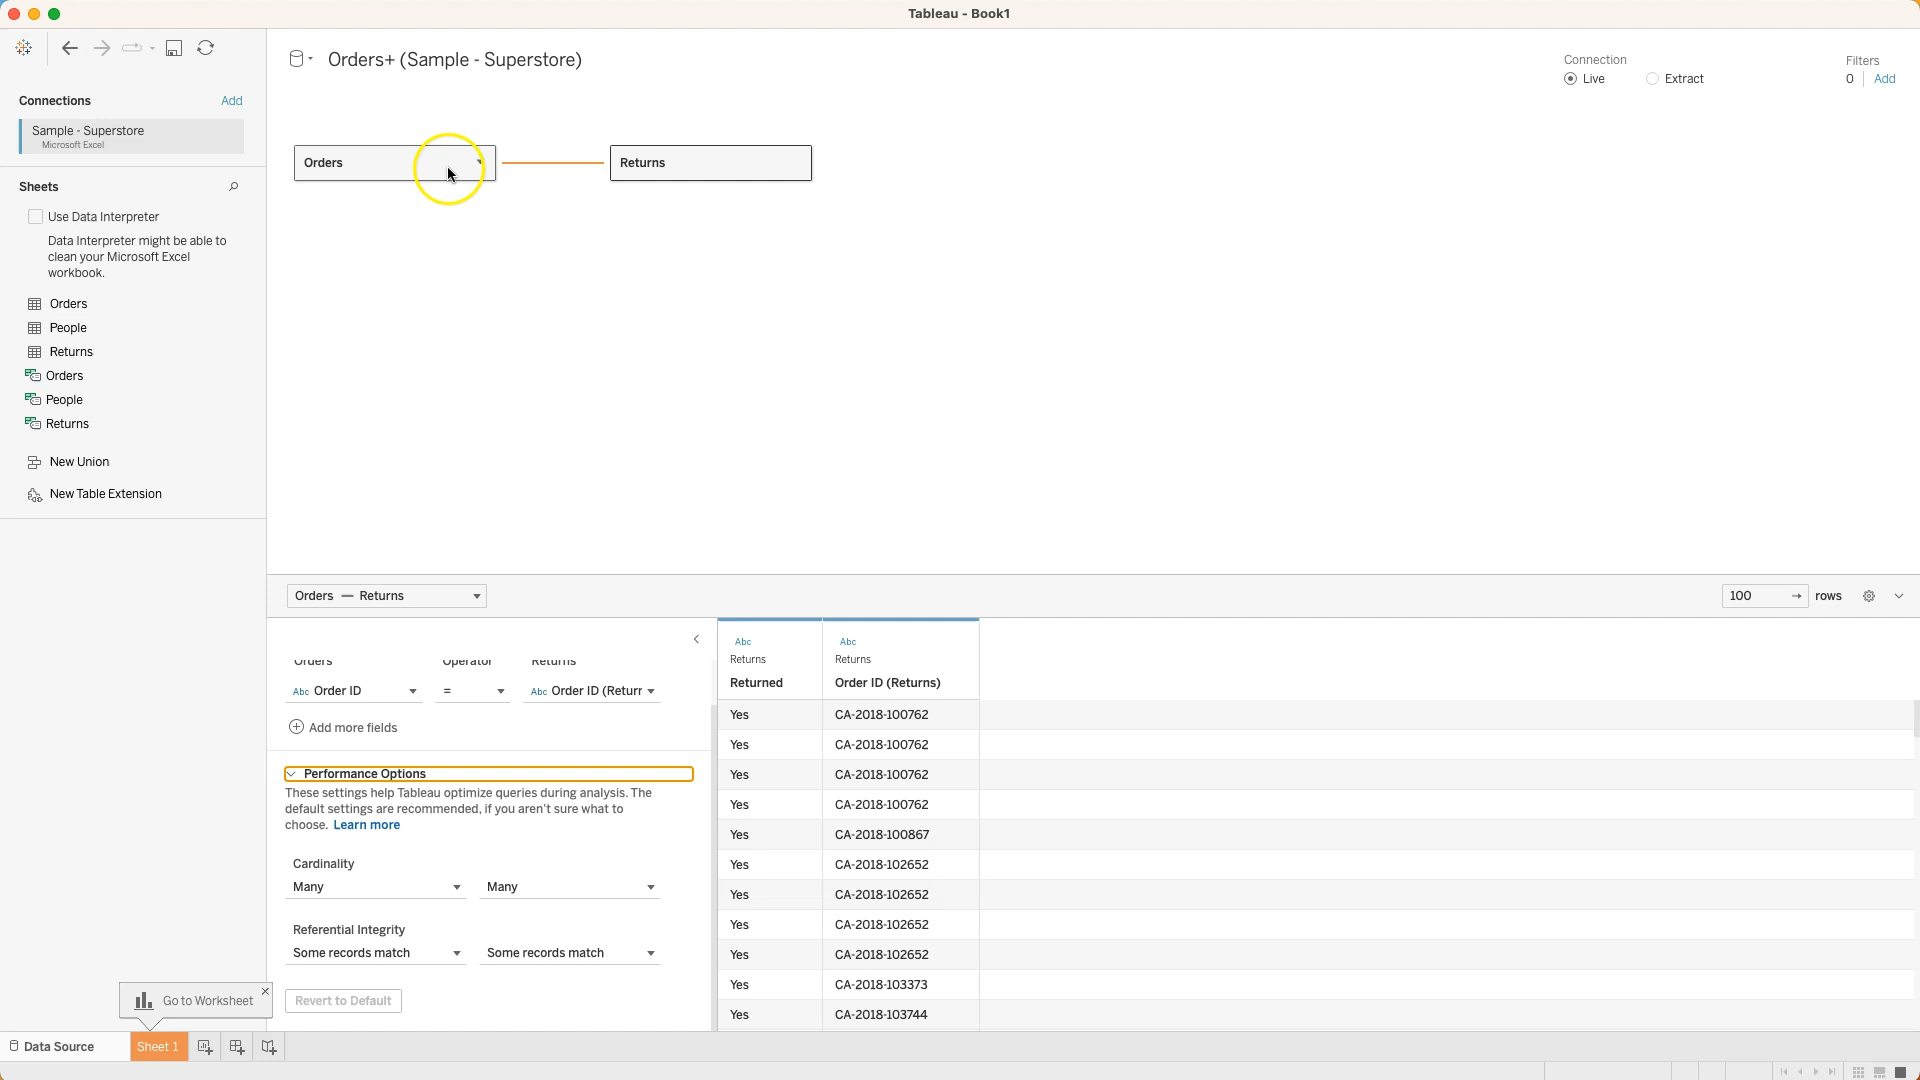 Tableau - Book1
Orders+ (Sample - Superstore)
Connection
Live
Extract
Filters
0
Add
Connections
Add
Sample - Superstore
Microsoft Excel
Sheets
Use Data Interpreter
Data Interpreter might be able to
clean your Microsoft Excel
workbook.
Orders
People
Returns
Orders
People
Returns
New Union
New Table Extension
Orders
Returns
Orders — Returns
100
rows
Orders
Operator
Returns
Abc Order ID
=
Abc Order ID (Returr
Add more fields
Performance Options
These settings help Tableau optimize queries during analysis. The
default settings are recommended, if you aren't sure what to
choose. Learn more
Cardinality
Many
Many
Referential Integrity
Some records match
Some records match
Revert to Default
Abc
Abc
Returns
Returns
Returned
Order ID (Returns)
Yes CA-2018-100762
Yes CA-2018-100762
Yes CA-2018-100762
Yes CA-2018-100762
Yes CA-2018-100867
Yes CA-2018-102652
Yes CA-2018-102652
Yes CA-2018-102652
Yes CA-2018-102652
Yes CA-2018-103373
Yes CA-2018-103744
Go to Worksheet
Data Source
Sheet 1